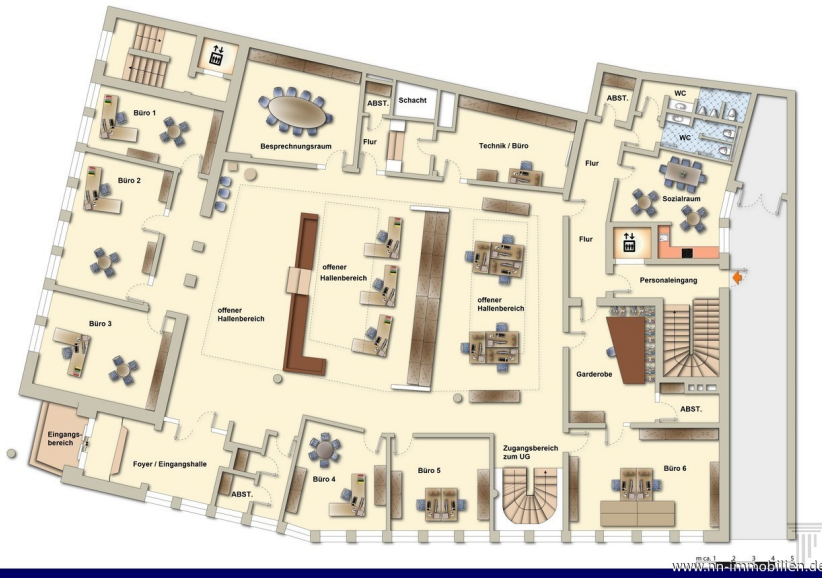 WC
ABST.
Schacht
ABST.
Büro 1
WC
Besprechnungsraum
Flur
Technik / Büro
Flur
Büro 2
Sozialraum
Flur
offener
Hallenbereich
Personaleingang
offener
Hallenbereich
offener
Hallenbereich
Büro 3
Garderobe
ABST.
Eingangs-
bereich
Foyer / Eingangshalle
Zugangsbereich
zum UG
Büro 4
Büro 5
Büro 6
ABST.
m ca. 1 2 3 4 5
www.nn-immobilien.de